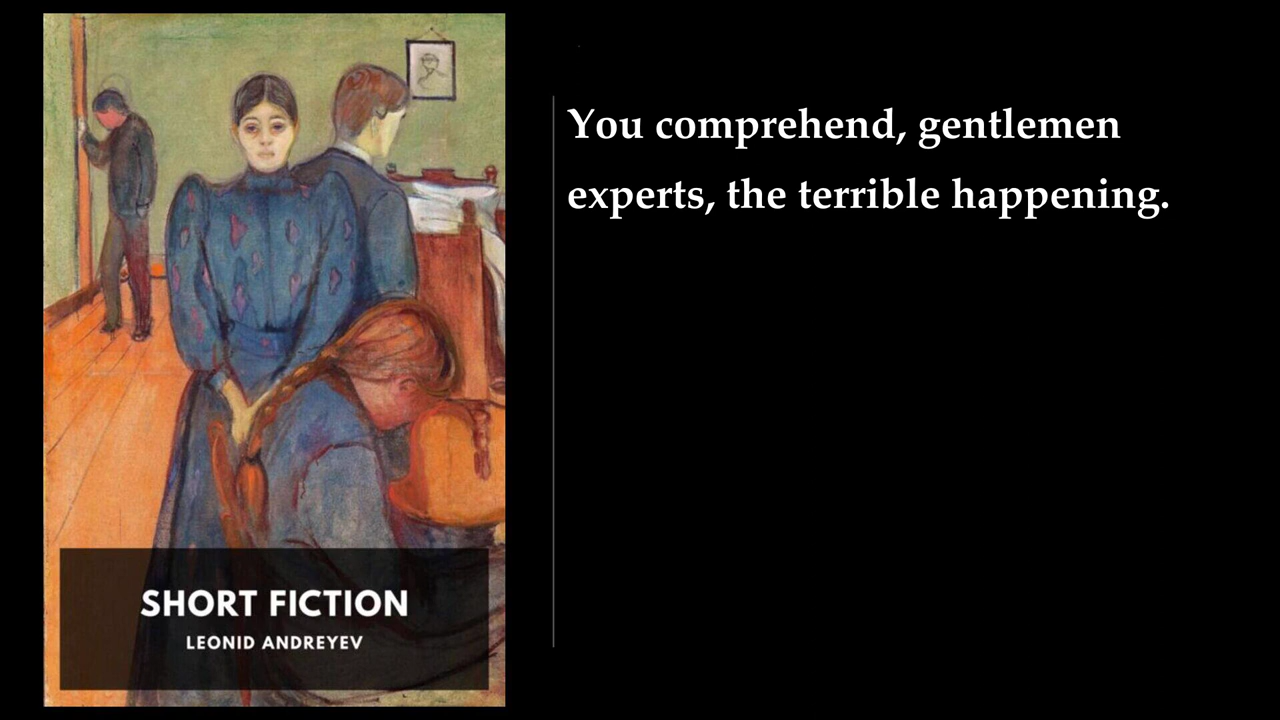 You comprehend, gentlemen
experts, the terrible happening.
SHORT FICTION
LEONID ANDREYEV